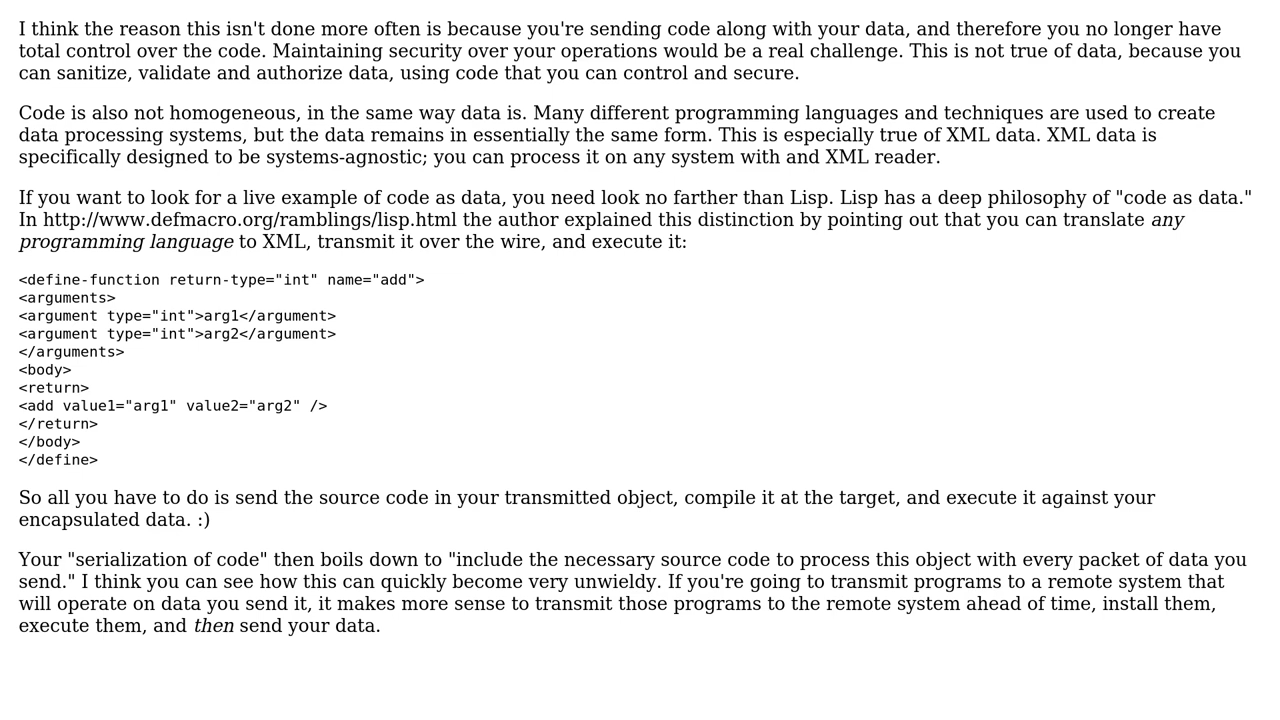 I think the reason this isn't done more often is because you're sending code along with your data, and therefore you no longer have
total control over the code. Maintaining security over your operations would be a real challenge. This is not true of data, because you
can sanitize, validate and authorize data, using code that you can control and secure.
Code is also not homogeneous, in the same way data is. Many different programming languages and techniques are used to create
data processing systems, but the data remains in essentially the same form. This is especially true of XML data. XML data is
specifically designed to be systems-agnostic; you can process it on any system with and XML reader.
If you want to look for a live example of code as data, you need look no farther than Lisp. Lisp has a deep philosophy of "code as data."
In http://www.defmacro.org/ramblings/lisp.html the author explained this distinction by pointing out that you can translate any
programming language to XML, transmit it over the wire, and execute it:
<define-function return-type="int" name="add">
<arguments>
<argument type="int">arg1</argument>
<argument type="int">arg2</argument>
</arguments>
<body>
<return>
<add value1="arg1" value2="arg2" />
</return>
</body>
</define>
So all you have to do is send the source code in your transmitted object, compile it at the target, and execute it against your
encapsulated data. :)
Your "serialization of code" then boils down to "include the necessary source code to process this object with every packet of data you
send." I think you can see how this can quickly become very unwieldy. If you're going to transmit programs to a remote system that
will operate on data you send it, it makes more sense to transmit those programs to the remote system ahead of time, install them,
execute them, and then send your data.